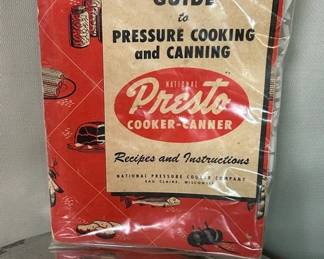 GUIDE
to
PRESSURE COOKING
and CANNING
NATIONAL
Presto
COOKER-CANNER
Recipes and Instructions
NATIONAL PRESSURE COOKER COMPANY
EAU CLAIRE, WISCONSIN